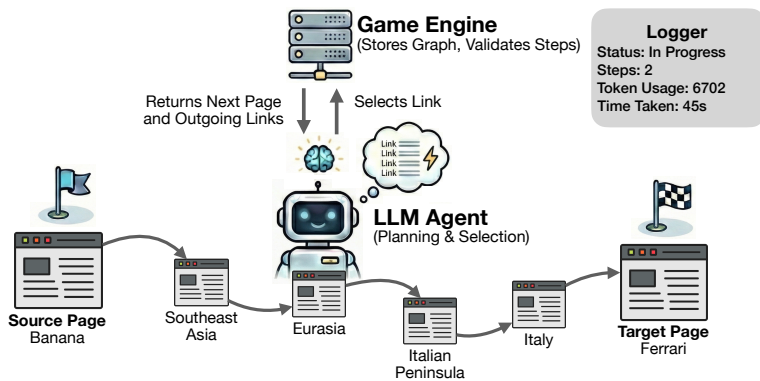 Game Engine
(Stores Graph, Validates Steps)
Logger
Status: In Progress
Steps: 2
Token Usage: 6702
Time Taken: 45s
Returns Next Page
and Outgoing Links
Selects Link
Link
Link
Link
Link
LLM Agent
(Planning & Selection)
Source Page
Banana
Southeast
Asia
Eurasia
Italian
Peninsula
Italy
Target Page
Ferrari